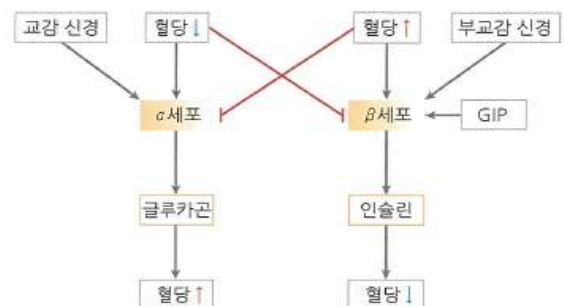 교감 신경
혈당↓
혈당↑
부교감 신경
α세포
β세포
GIP
글루카곤
인슐린
혈당↑
혈당↓